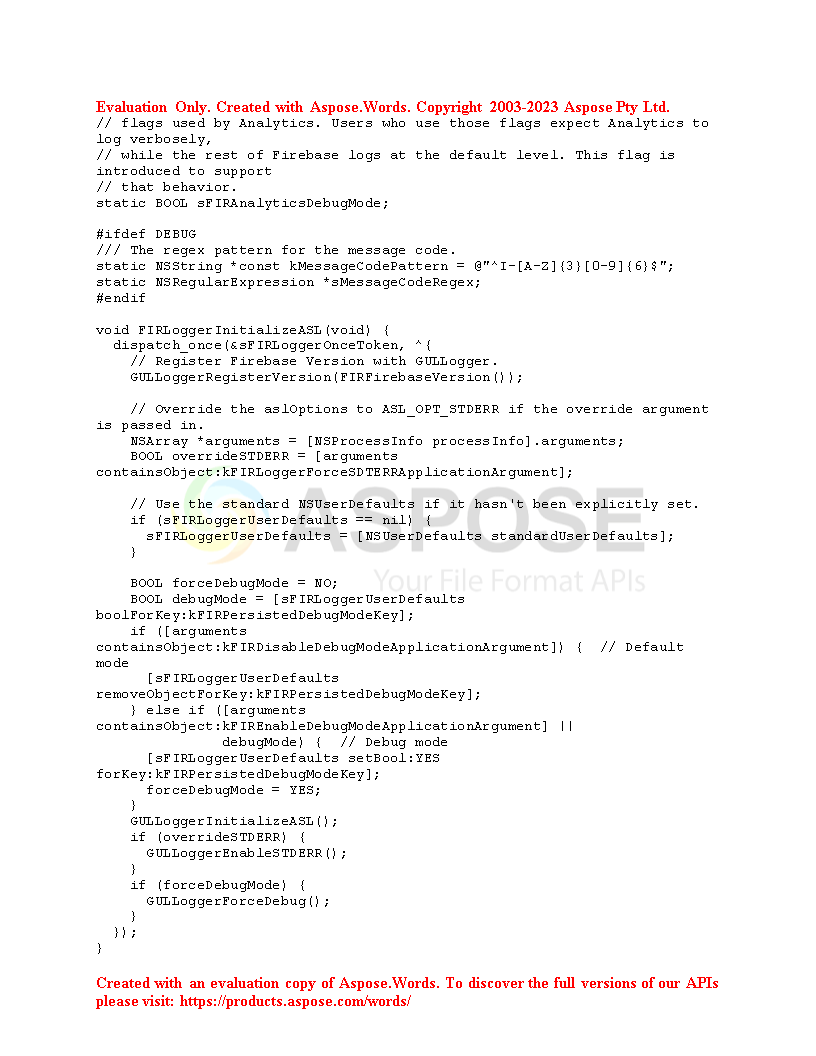 Evaluation Only. Created with Aspose.Words. Copyright 2003-2023 Aspose Pty Ltd.
// flags used by Analytics. Users who use those flags expect Analytics to
log verbosely,
// while the rest of Firebase logs at the default level. This flag is
introduced to support
// that behavior.
static BOOL sFIRAnalyticsDebugMode;

#ifdef DEBUG
/// The regex pattern for the message code.
static NSString *const kMessageCodePattern = @"^I-[A-Z]{3}[0-9]{6}$";
static NSRegularExpression *sMessageCodeRegex;
#endif

void FIRLoggerInitializeASL(void) {
  dispatch_once(&sFIRLoggerOnceToken, ^{
    // Register Firebase Version with GULLogger.
    GULLoggerRegisterVersion(FIRFirebaseVersion());

    // Override the aslOptions to ASL_OPT_STDERR if the override argument
is passed in.
    NSArray *arguments = [NSProcessInfo processInfo].arguments;
    BOOL overrideSTDERR = [arguments
containsObject:kFIRLoggerForceSDTERRApplicationArgument];

    // Use the standard NSUserDefaults if it hasn't been explicitly set.
    if (sFIRLoggerUserDefaults == nil) {
      sFIRLoggerUserDefaults = [NSUserDefaults standardUserDefaults];
    }
ASPOSE
Your File Format APIs

    BOOL forceDebugMode = NO;
    BOOL debugMode = [sFIRLoggerUserDefaults
boolForKey:kFIRPersistedDebugModeKey];
    if ([arguments
containsObject:kFIRDisableDebugModeApplicationArgument]) {  // Default
mode
      [sFIRLoggerUserDefaults
removeObjectForKey:kFIRPersistedDebugModeKey];
    } else if ([arguments
containsObject:kFIREnableDebugModeApplicationArgument] ||
               debugMode) {  // Debug mode
      [sFIRLoggerUserDefaults setBool:YES
forKey:kFIRPersistedDebugModeKey];
      forceDebugMode = YES;
    }
    GULLoggerInitializeASL();
    if (overrideSTDERR) {
      GULLoggerEnableSTDERR();
    }
    if (forceDebugMode) {
      GULLoggerForceDebug();
    }
  });
}

Created with an evaluation copy of Aspose.Words. To discover the full versions of our APIs
please visit: https://products.aspose.com/words/